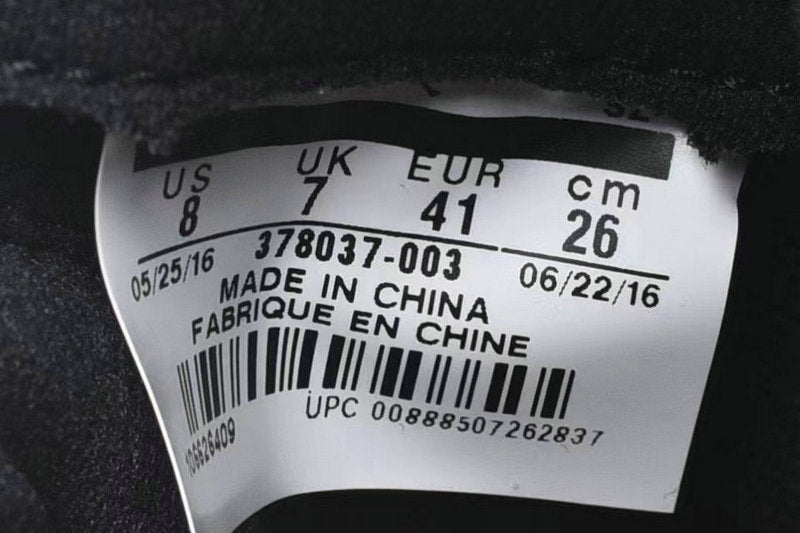 US UK EUR cm
8 7 41 26
05/25/16 378037-003 06/22/16
MADE IN CHINA
FABRIQUE EN CHINE
UPC 00888507262837
106626409